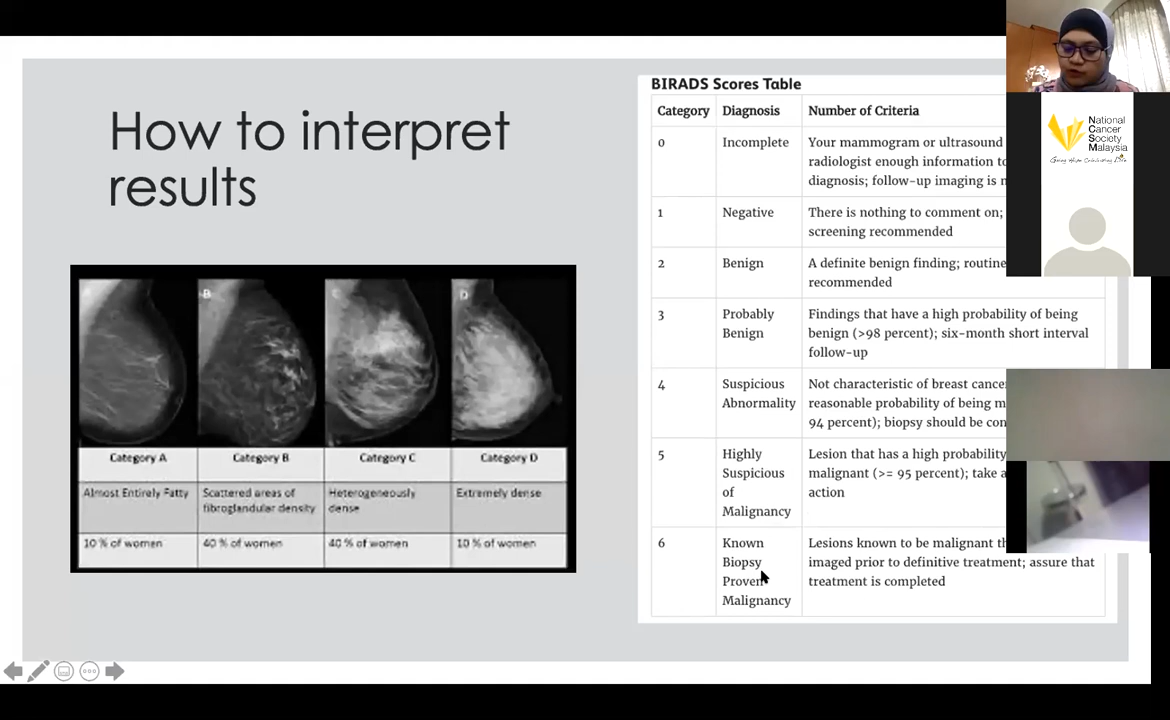 How to interpret
results
B
C
D
Category A
Category B
Category C
Category D
Almost Entirely Fatty
Scattered areas of
fibroglandular density
Heterogeneously
dense
Extremely dense
10 % of women
40 % of women
40 % of women
10 % of women
BIRADS Scores Table
Category
Diagnosis
Number of Criteria
0
Incomplete
Your mammogram or ultrasound
radiologist enough information to
diagnosis; follow-up imaging is
1
Negative
There is nothing to comment on;
screening recommended
2
Benign
A definite benign finding; routine
recommended
3
Probably
Benign
Findings that have a high probability of being
benign (>98 percent); six-month short interval
follow-up
4
Suspicious
Abnormality
Not characteristic of breast cance
reasonable probability of being m
94 percent); biopsy should be con
5
Highly
Suspicious
of
Malignancy
Lesion that has a high probability
malignant (>= 95 percent); take a
action
6
Known
Biopsy
Proven
Malignancy
Lesions known to be malignant th
imaged prior to definitive treatment; assure that
treatment is completed
National
Cancer
Society
Malaysia